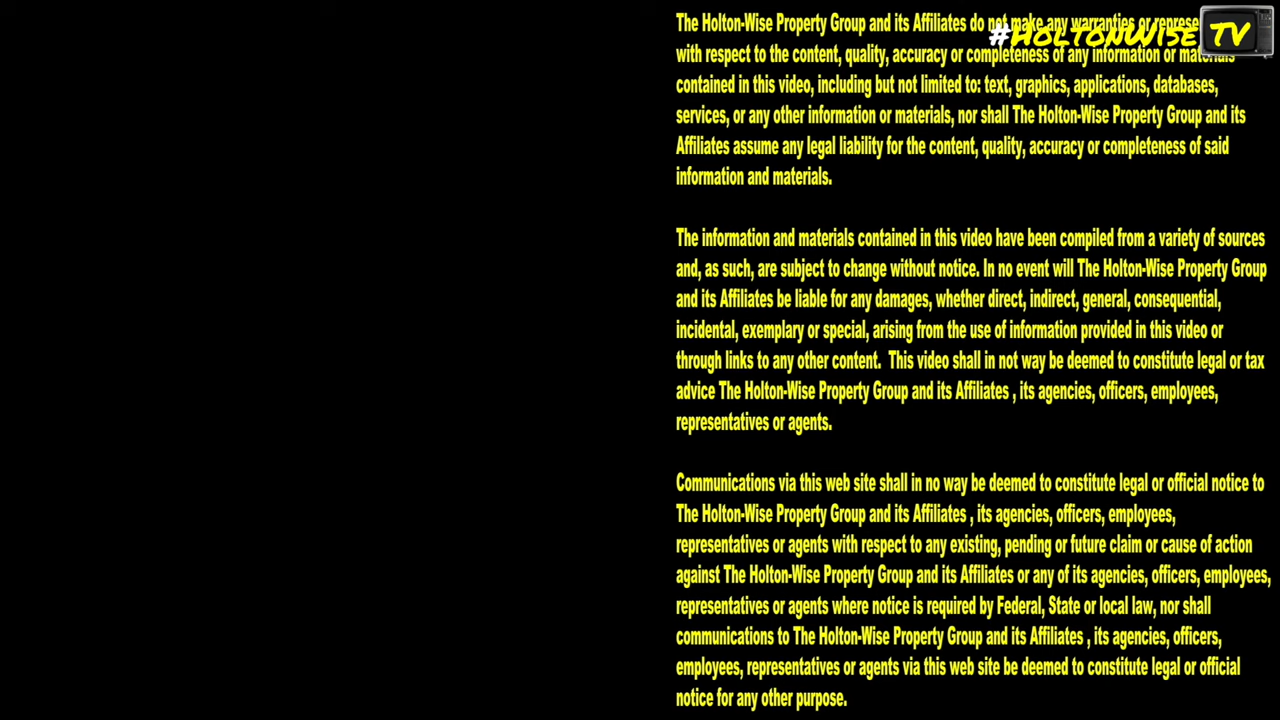 The Holton-Wise Property Group and its Affiliates do not make any warranties or represe
#HOLTONWISE TV
with respect to the content, quality, accuracy or completeness of any information or materials
contained in this video, including but not limited to: text, graphics, applications, databases,
services, or any other information or materials, nor shall The Holton-Wise Property Group and its
Affiliates assume any legal liability for the content, quality, accuracy or completeness of said
information and materials.
The information and materials contained in this video have been compiled from a variety of sources
and, as such, are subject to change without notice. In no event will The Holton-Wise Property Group
and its Affiliates be liable for any damages, whether direct, indirect, general, consequential,
incidental, exemplary or special, arising from the use of information provided in this video or
through links to any other content.  This video shall in not way be deemed to constitute legal or tax
advice The Holton-Wise Property Group and its Affiliates , its agencies, officers, employees,
representatives or agents.
Communications via this web site shall in no way be deemed to constitute legal or official notice to
The Holton-Wise Property Group and its Affiliates , its agencies, officers, employees,
representatives or agents with respect to any existing, pending or future claim or cause of action
against The Holton-Wise Property Group and its Affiliates or any of its agencies, officers, employees,
representatives or agents where notice is required by Federal, State or local law, nor shall
communications to The Holton-Wise Property Group and its Affiliates , its agencies, officers,
employees, representatives or agents via this web site be deemed to constitute legal or official
notice for any other purpose.